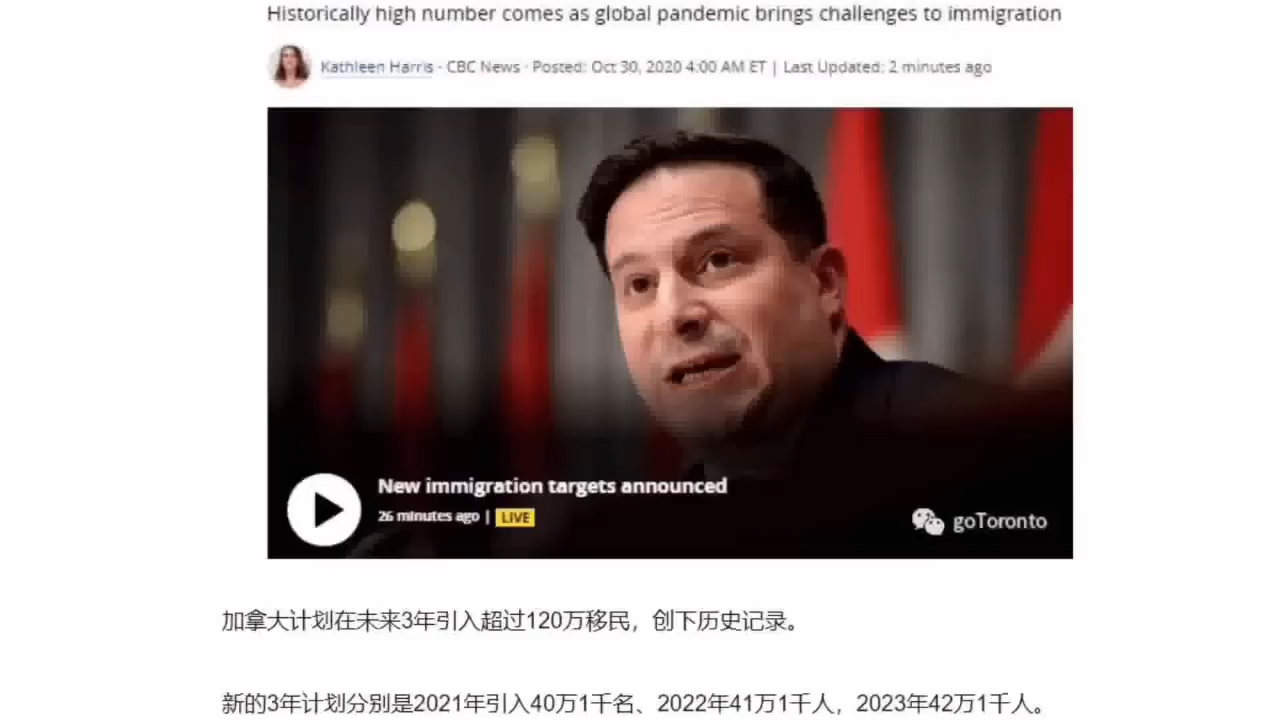 Historically high number comes as global pandemic brings challenges to immigration
Kathleen Harris · CBC News · Posted: Oct 30, 2020 4:00 AM ET | Last Updated: 2 minutes ago
New immigration targets announced
26 minutes ago | LIVE
goToronto
加拿大计划在未来3年引入超过120万移民，创下历史记录。
新的3年计划分别是2021年引入40万1千名、2022年41万1千人，2023年42万1千人。